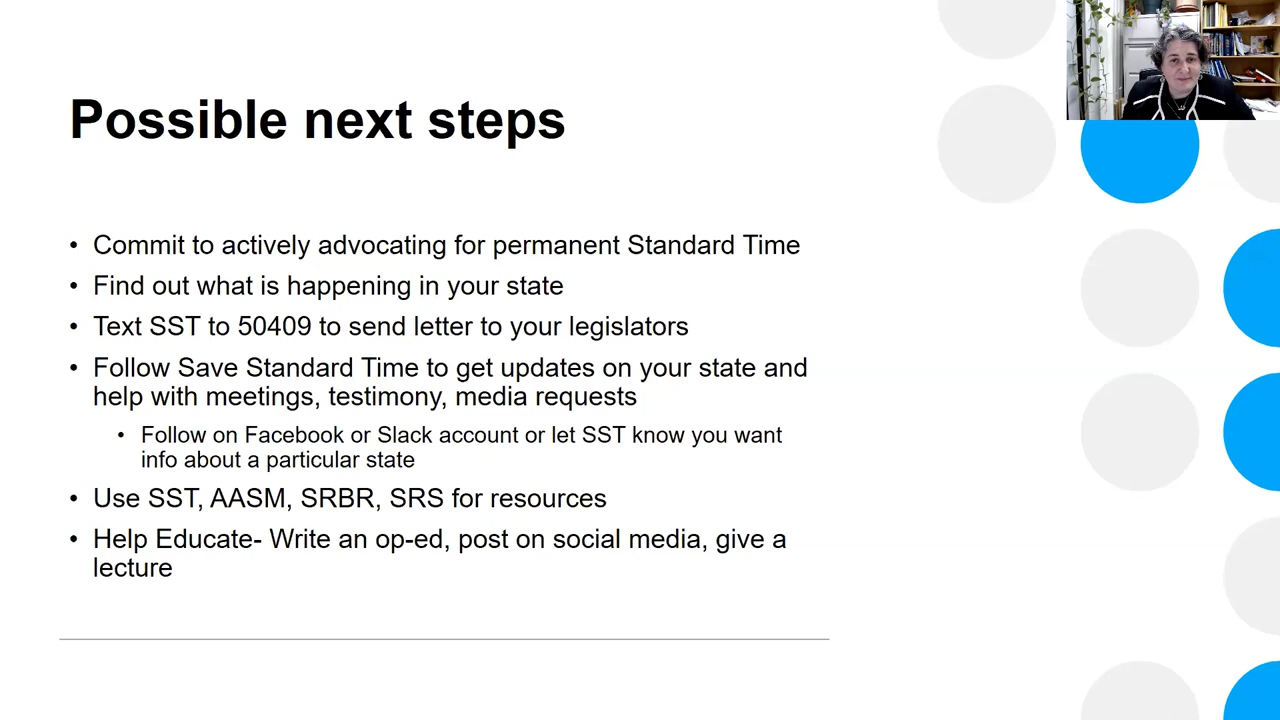 Possible next steps
• Commit to actively advocating for permanent Standard Time
• Find out what is happening in your state
• Text SST to 50409 to send letter to your legislators
• Follow Save Standard Time to get updates on your state and
help with meetings, testimony, media requests
• Follow on Facebook or Slack account or let SST know you want
info about a particular state
• Use SST, AASM, SRBR, SRS for resources
• Help Educate- Write an op-ed, post on social media, give a
lecture